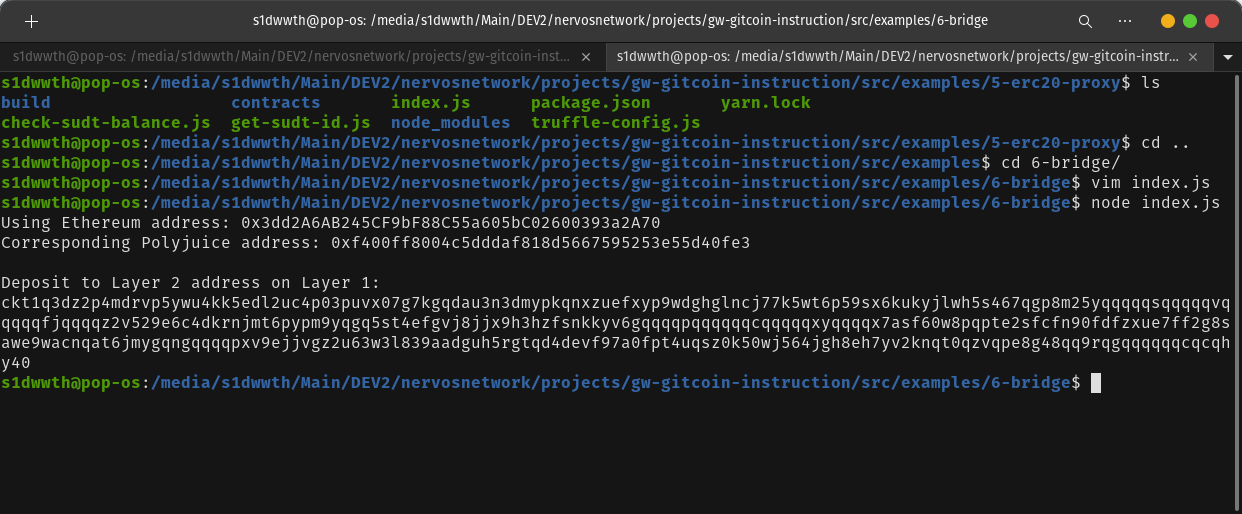 s1dwwth@pop-os: /media/s1dwwth/Main/DEV2/nervosnetwork/projects/gw-gitcoin-instruction/src/examples/6-bridge
s1dwwth@pop-os: /media/s1dwwth/Main/DEV2/nervosnetwork/projects/gw-gitcoin-inst... × s1dwwth@pop-os: /media/s1dwwth/Main/DEV2/nervosnetwork/projects/gw-gitcoin-instr... ×
s1dwwth@pop-os:/media/s1dwwth/Main/DEV2/nervosnetwork/projects/gw-gitcoin-instruction/src/examples/5-erc20-proxy$ ls
build contracts index.js package.json yarn.lock
check-sudt-balance.js get-sudt-id.js node_modules truffle-config.js
s1dwwth@pop-os:/media/s1dwwth/Main/DEV2/nervosnetwork/projects/gw-gitcoin-instruction/src/examples/5-erc20-proxy$ cd ..
s1dwwth@pop-os:/media/s1dwwth/Main/DEV2/nervosnetwork/projects/gw-gitcoin-instruction/src/examples$ cd 6-bridge/
s1dwwth@pop-os:/media/s1dwwth/Main/DEV2/nervosnetwork/projects/gw-gitcoin-instruction/src/examples/6-bridge$ vim index.js
s1dwwth@pop-os:/media/s1dwwth/Main/DEV2/nervosnetwork/projects/gw-gitcoin-instruction/src/examples/6-bridge$ node index.js
Using Ethereum address: 0x3dd2A6AB245CF9bF88C55a605bC02600393a2A70
Corresponding Polyjuice address: 0xf400ff8004c5dddaf818d5667595253e55d40fe3
Deposit to Layer 2 address on Layer 1:
ckt1q3dz2p4mdrvp5ywu4kk5edl2uc4p03puvx07g7kgqdau3n3dmypkqnxzuefxyp9wdghglncj77k5wt6p59sx6kukyjlwh5s467qgp8m25yqqqqqsqqqqqvq
qqqqfjqqqqz2v529e6c4dkrnjmt6pypm9yqgq5st4efgvj8jjx9h3hzfsnkkyv6gqqqqpqqqqqqcqqqqqxyqqqqx7asf60w8pqpte2sfcfn90fdfzxue7ff2g8s
awe9wacnqat6jmygqngqqqqpxv9ejjvgz2u63w3l839aadguh5rgtqd4devf97a0fpt4uqsz0k50wj564jgh8eh7yv2knqt0qzvqpe8g48qq9rqgqqqqqqcqcqh
y40
s1dwwth@pop-os:/media/s1dwwth/Main/DEV2/nervosnetwork/projects/gw-gitcoin-instruction/src/examples/6-bridge$